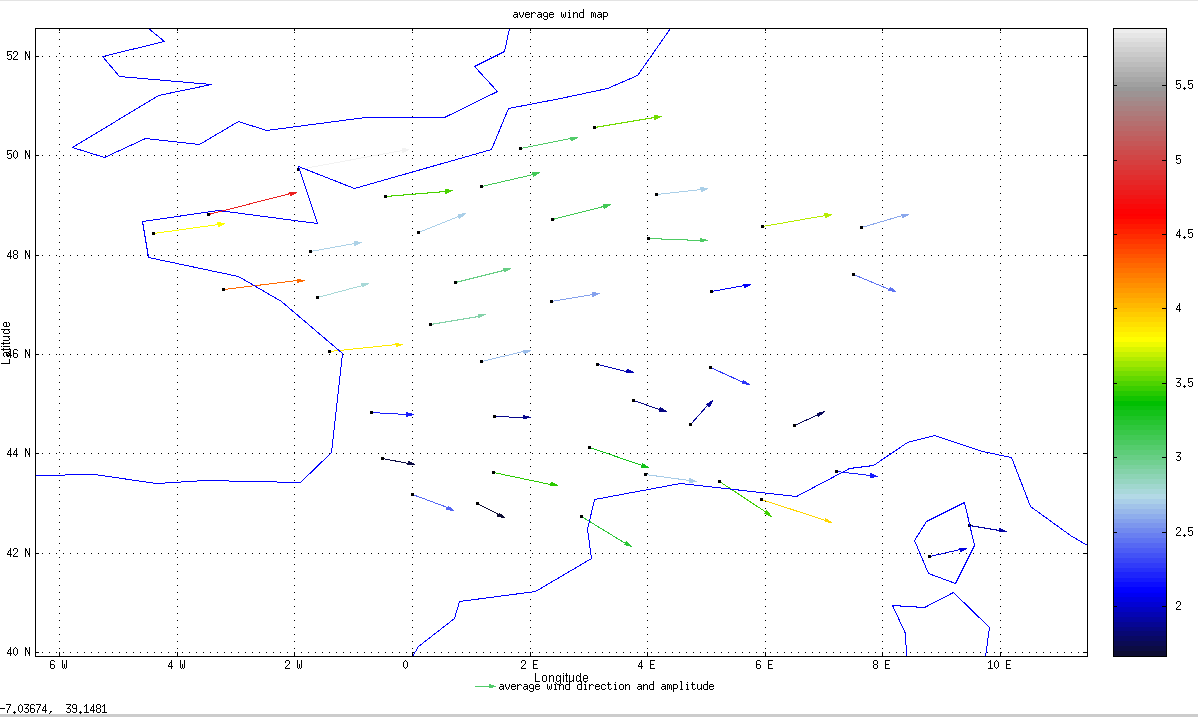 average wind map
52 N
50 N
48 N
46 N
44 N
42 N
40 N
Latitude
6 W 4 W 2 W 0 2 E 4 E 6 E 8 E 10 E
Longitude
average wind direction and amplitude
5,5
5
4,5
4
3,5
3
2,5
2
-7,03674, 39,1481